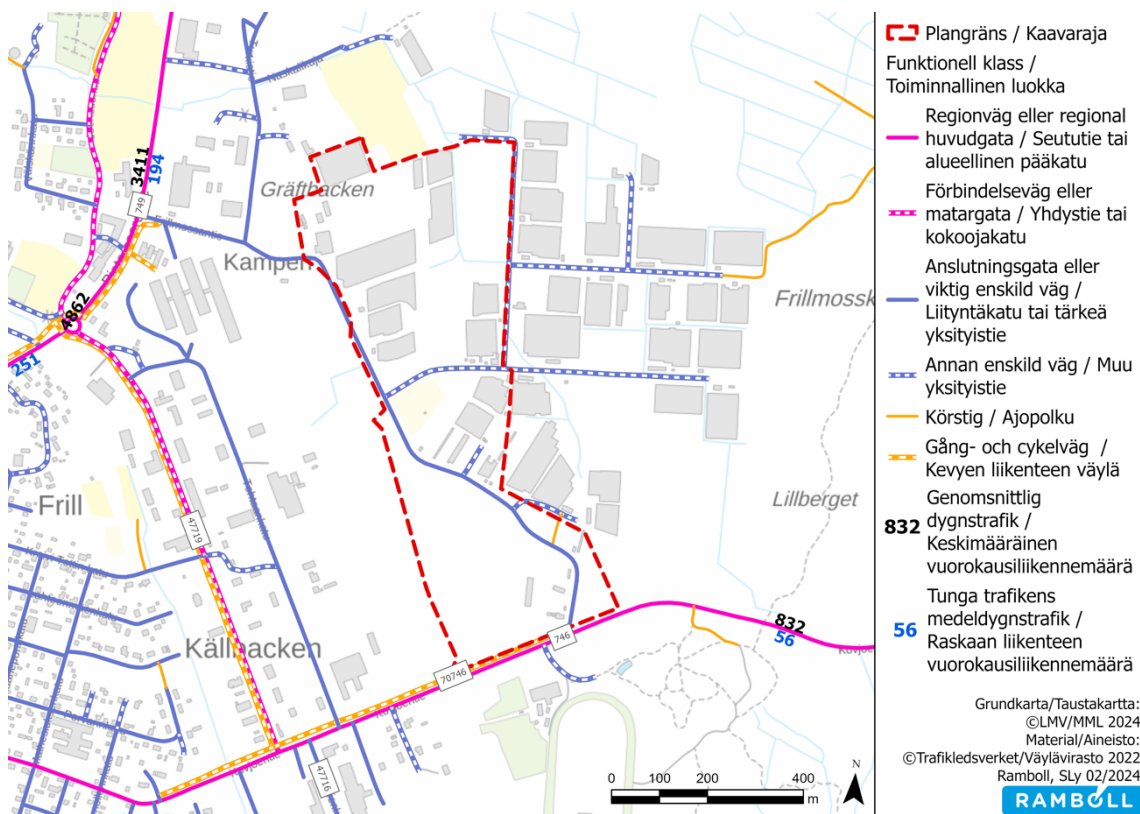 Plangräns / Kaavaraja
Funktionell klass /
Toiminnallinen luokka
Regionväg eller regional
huvudgata / Seututie tai
alueellinen pääkatu
Förbindelseväg eller
matargata / Yhdystie tai
kokoojakatu
Anslutningsgata eller
viktig enskild väg /
Liityntäkatu tai tärkeä
yksityistie
Annan enskild väg / Muu
yksityistie
Körstig / Ajopolku
Gång- och cykelväg /
Kevyen liikenteen väylä
832
Genomsnittlig
dygnstrafik /
Keskimääräinen
vuorokausiliikennemäärä
56
Tunga trafikens
medeldygnstrafik /
Raskaan liikenteen
vuorokausiliikennemäärä
Grundkarta/Taustakartta:
©LMV/MML 2024
Material/Aineisto:
©Trafikledsverket/Väylävirasto 2022
Ramboll, SLy 02/2024
RAMBOLL
3411
194
749
Gräftbacken
Kampen
4862
251
Frillmossk
Lillberget
Frill
47719
Källbacken
746
70746
832
56
47716
0 100 200 400
m
N